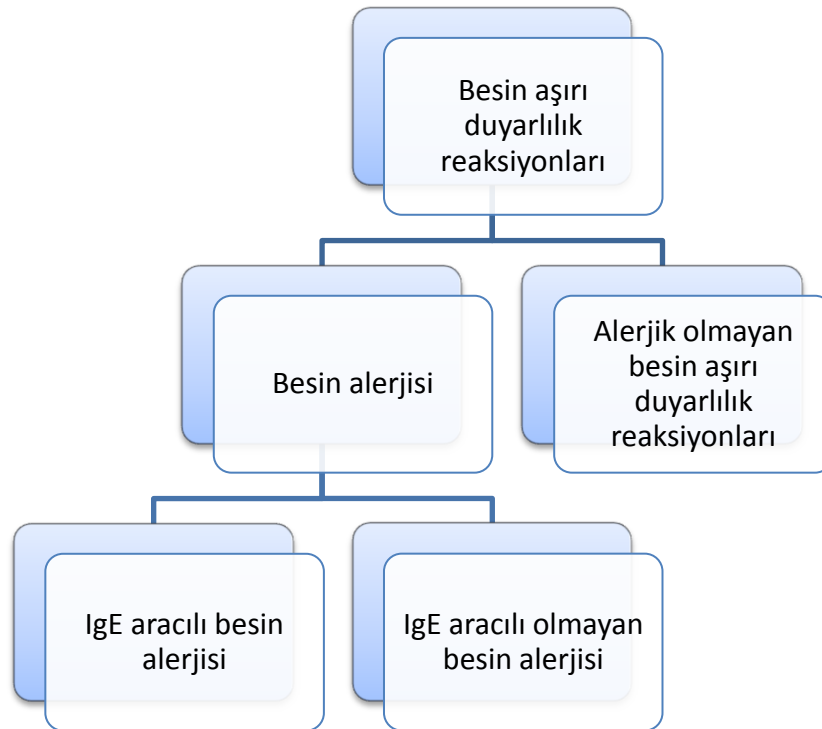 Besin aşırı
duyarlılık
reaksiyonları
Besin alerjisi
Alerjik olmayan
besin aşırı
duyarlılık
reaksiyonları
IgE aracılı besin
alerjisi
IgE aracılı olmayan
besin alerjisi